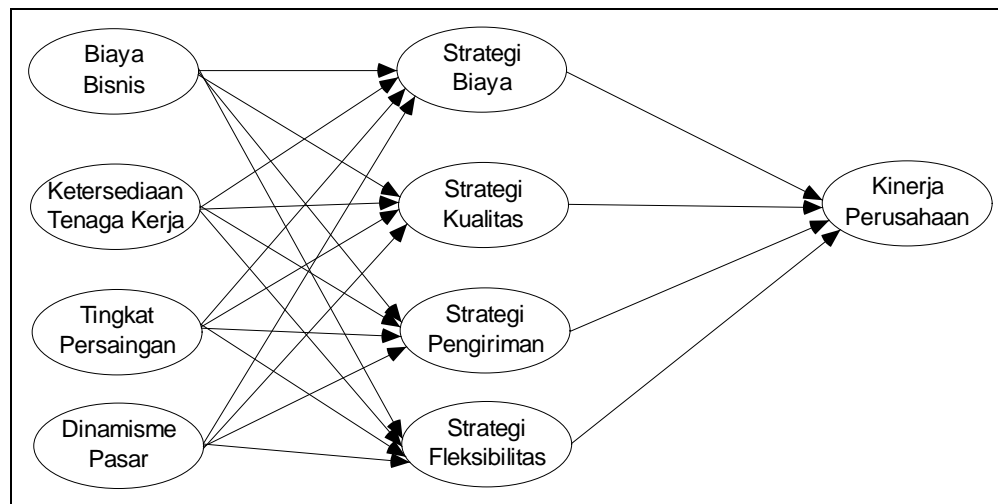 Biaya
Bisnis
Strategi
Biaya
Ketersediaan
Tenaga Kerja
Strategi
Kualitas
Kinerja
Perusahaan
Tingkat
Persaingan
Strategi
Pengiriman
Dinamisme
Pasar
Strategi
Fleksibilitas